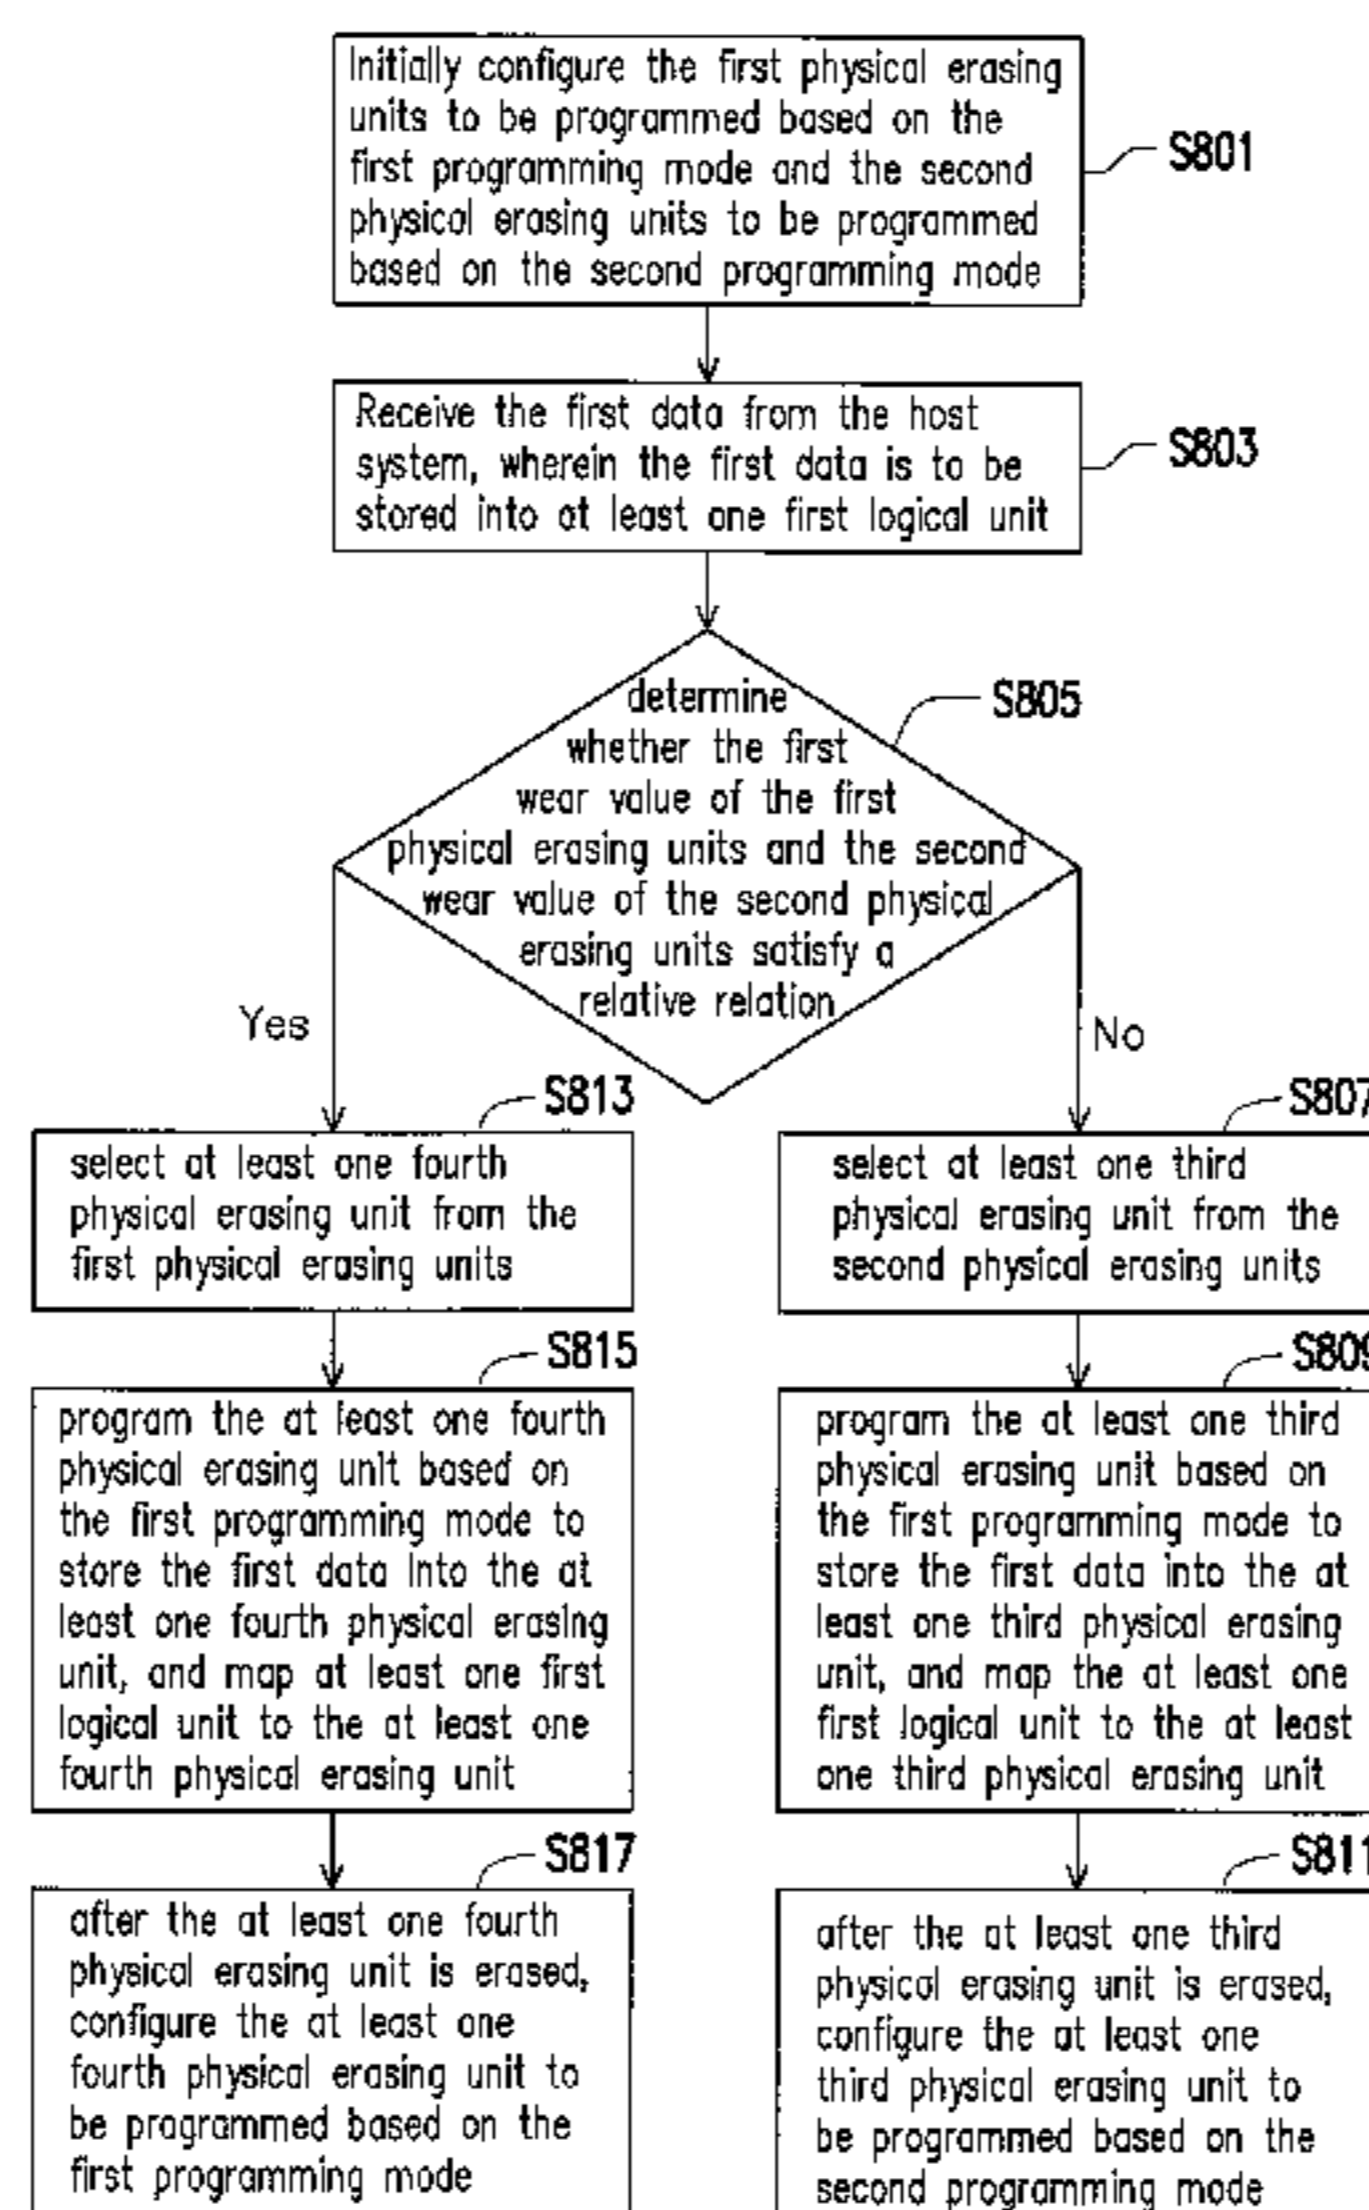 Initially configure the first physical erasing
units to be programmed based on the
first programming mode and the second
physical erasing units to be programmed
based on the second programming mode
S801
Receive the first data from the host
system, wherein the first data is to be
stored into at least one first logical unit
S803
determine
whether the first
wear value of the first
physical erasing units and the second
wear value of the second physical
erasing units satisfy a
relative relation
S805
Yes
No
S813
select at least one fourth
physical erasing unit from the
first physical erasing units
S815
program the at least one fourth
physical erasing unit based on
the first programming mode to
store the first data into the at
least one fourth physical erasing
unit, and map at least one first
logical unit to the at least one
fourth physical erasing unit
S817
after the at least one fourth
physical erasing unit is erased,
configure the at least one
fourth physical erasing unit to
be programmed based on the
first programming mode
S807
select at least one third
physical erasing unit from the
second physical erasing units
S809
program the at least one third
physical erasing unit based on
the first programming mode to
store the first data into the at
least one third physical erasing
unit, and map the at least one
first logical unit to the at least
one third physical erasing unit
S811
after the at least one third
physical erasing unit is erased,
configure the at least one
third physical erasing unit to
be programmed based on the
second programming mode